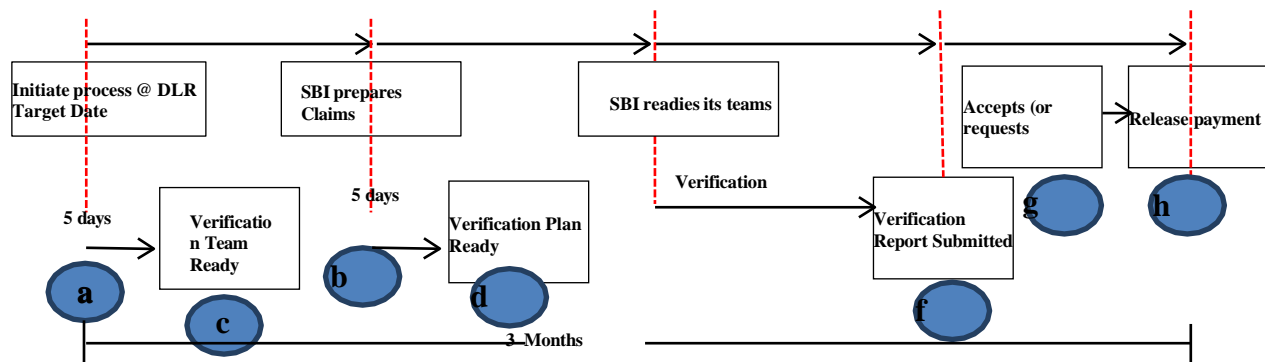 Initiate process @ DLR
Target Date
SBI prepares
Claims
SBI readies its teams
Accepts (or
requests
Release payment
5 days
Verificatio
n Team
Ready
5 days
Verification Plan
Ready
Verification
Verification
Report Submitted
a
c
b
d
f
g
h
3 Months